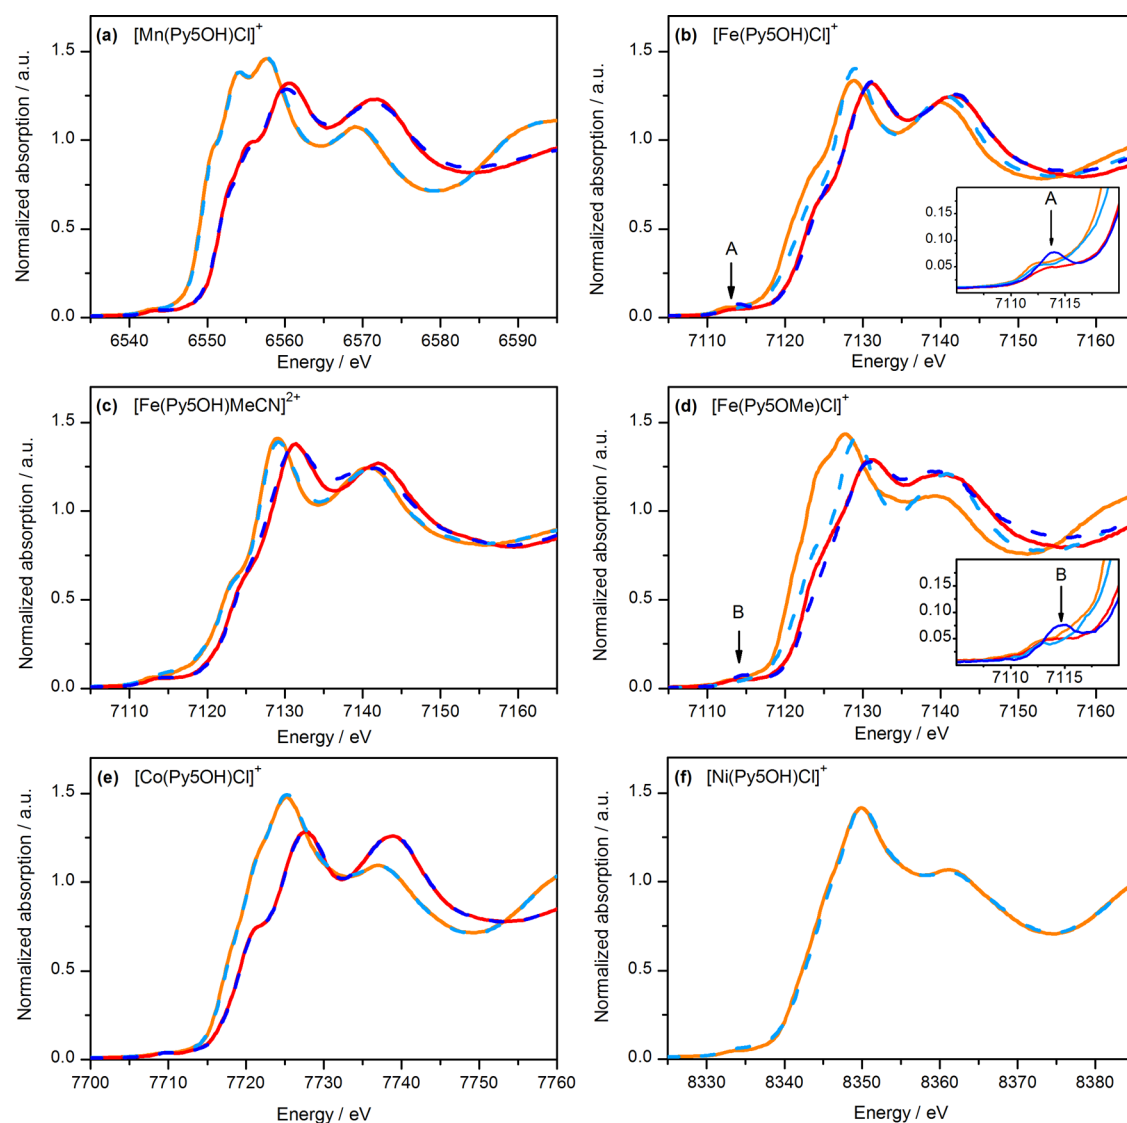 (a) [Mn(Py5OH)Cl]⁺
1.5
1.0
0.5
0.0
Normalized absorption / a.u.
A
6540 6550 6560 6570 6580 6590
Energy / eV
(b) [Fe(Py5OH)Cl]⁺
1.5
1.0
0.5
0.0
Normalized absorption / a.u.
A
A
0.15
0.10
0.05
7110 7115
7110 7120 7130 7140 7150 7160
Energy / eV
(c) [Fe(Py5OH)MeCN]²⁺
1.5
1.0
0.5
0.0
Normalized absorption / a.u.
7110 7120 7130 7140 7150 7160
Energy / eV
(d) [Fe(Py5OMe)Cl]⁺
1.5
1.0
0.5
0.0
Normalized absorption / a.u.
B
B
0.15
0.10
0.05
7110 7115
7110 7120 7130 7140 7150 7160
Energy / eV
(e) [Co(Py5OH)Cl]⁺
1.5
1.0
0.5
0.0
Normalized absorption / a.u.
7700 7710 7720 7730 7740 7750 7760
Energy / eV
(f) [Ni(Py5OH)Cl]⁺
1.5
1.0
0.5
0.0
Normalized absorption / a.u.
8330 8340 8350 8360 8370 8380
Energy / eV